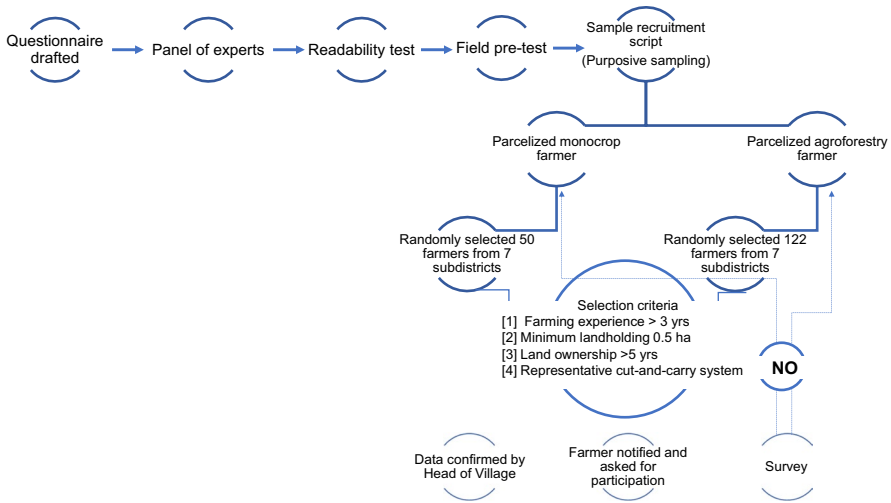 Questionnaire
drafted
Panel of experts
Readability test
Field pre-test
Sample recruitment
script
(Purposive sampling)
Parcelized monocrop
farmer
Parcelized agroforestry
farmer
Randomly selected 50
farmers from 7
subdistricts
Randomly selected 122
farmers from 7
subdistricts
Selection criteria
[1] Farming experience > 3 yrs
[2] Minimum landholding 0.5 ha
[3] Land ownership >5 yrs
[4] Representative cut-and-carry system
NO
Data confirmed by
Head of Village
Farmer notified and
asked for
participation
Survey